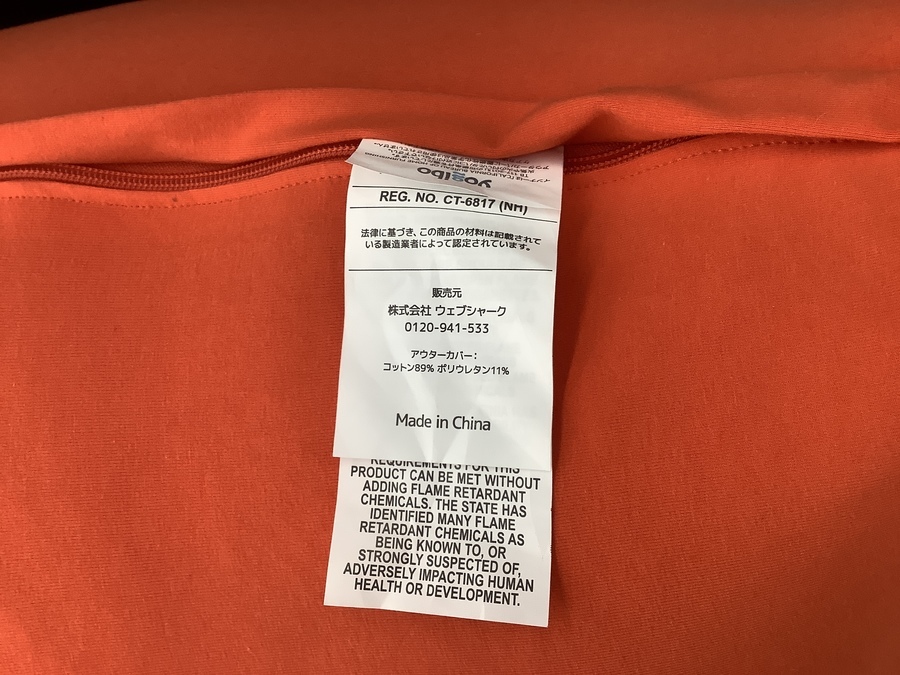 yogibo
REG. NO. CT-6817 (NH)
法律に基づき、この商品の材料は記載されて
いる製造業者によって認定されています。
販売元
株式会社 ウェブシャーク
0120-941-533
アウターカバー：
コットン89% ポリウレタン11%
Made in China
REQUIREMENTS FOR THIS
PRODUCT CAN BE MET WITHOUT
ADDING FLAME RETARDANT
CHEMICALS. THE STATE HAS
IDENTIFIED MANY FLAME
RETARDANT CHEMICALS AS
BEING KNOWN TO, OR
STRONGLY SUSPECTED OF,
ADVERSELY IMPACTING HUMAN
HEALTH OR DEVELOPMENT.